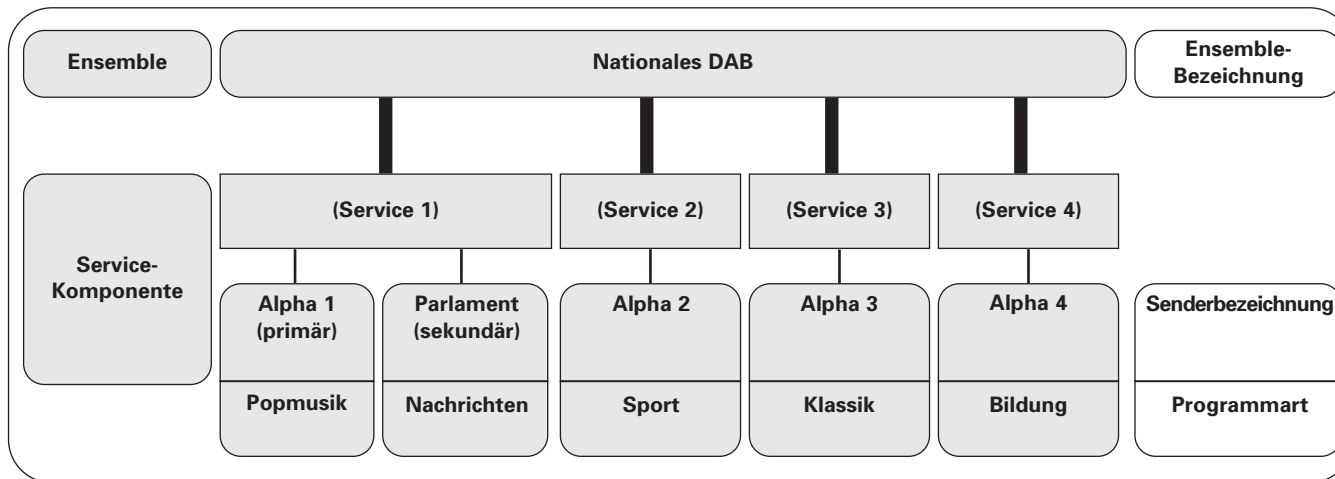 Ensemble
Nationales DAB
Ensemble-
Bezeichnung
(Service 1)
(Service 2)
(Service 3)
(Service 4)
Service-
Komponente
Alpha 1
(primär)
Parlament
(sekundär)
Alpha 2
Alpha 3
Alpha 4
Senderbezeichnung
Popmusik
Nachrichten
Sport
Klassik
Bildung
Programmart